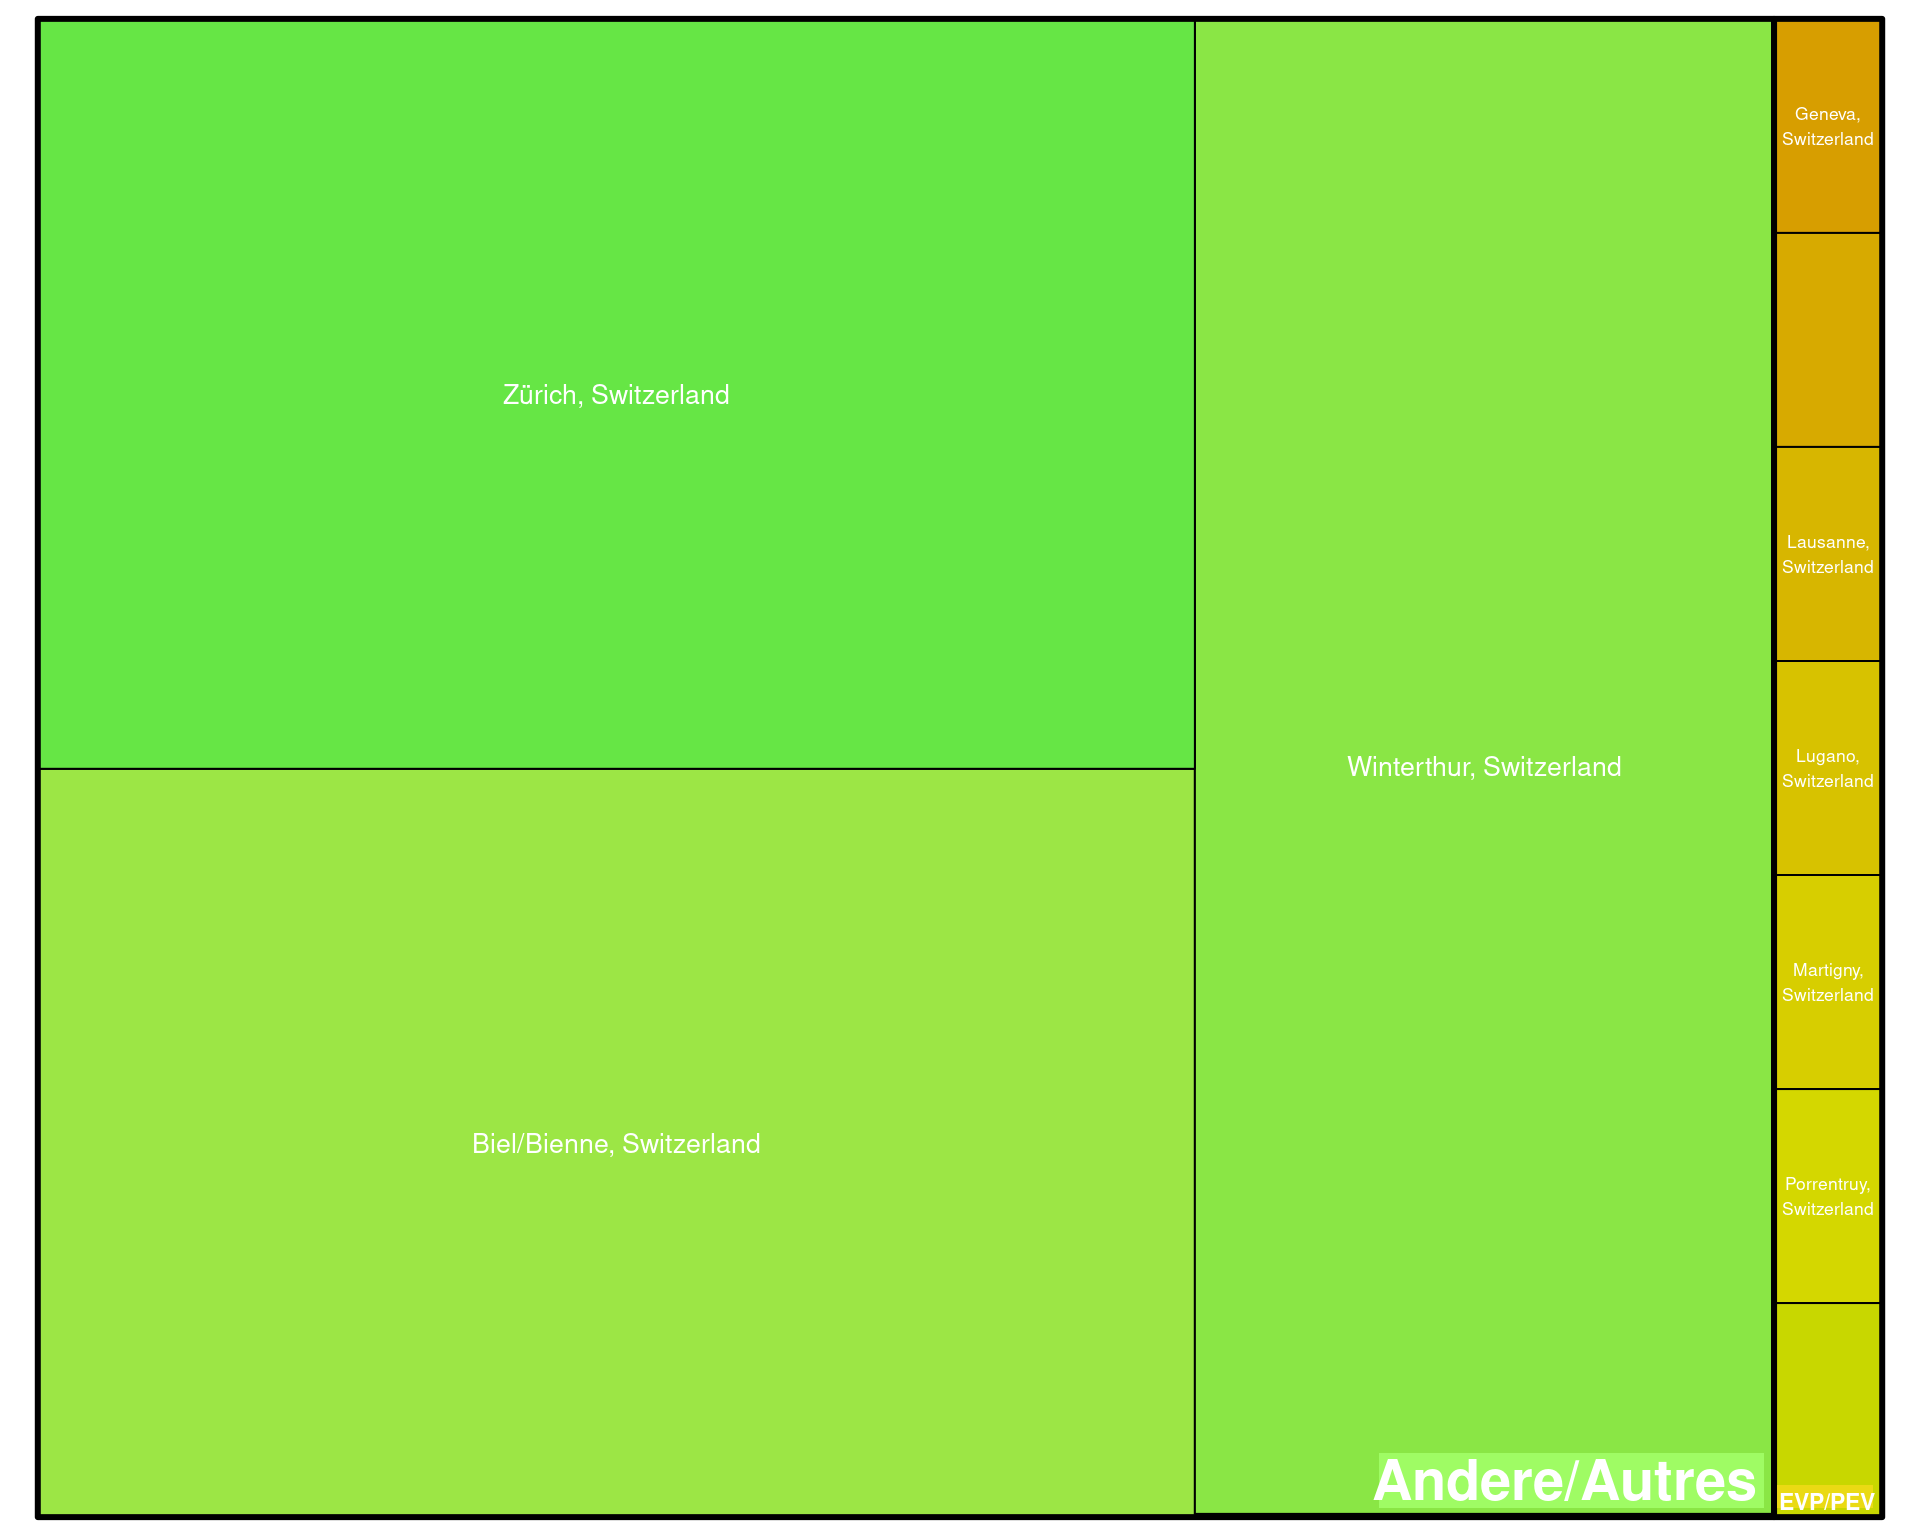 Zürich, Switzerland
Biel/Bienne, Switzerland
Winterthur, Switzerland
Andere/Autres
Geneva,
Switzerland
Lausanne,
Switzerland
Lugano,
Switzerland
Martigny,
Switzerland
Porrentruy,
Switzerland
EVP/PEV